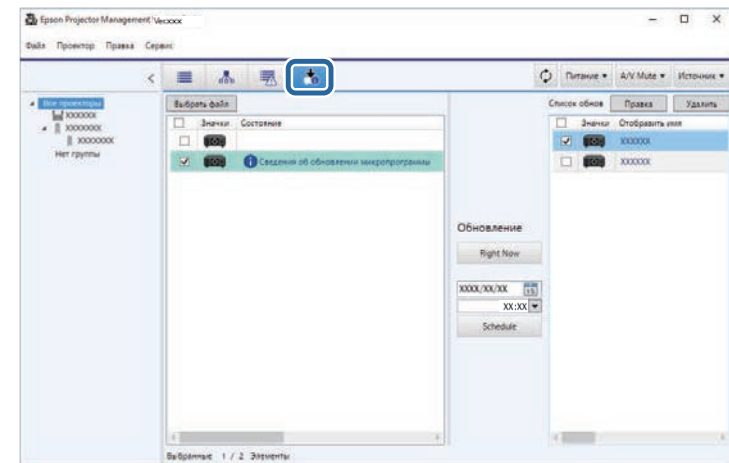 Epson Projector Management Ver.xxxx
Файл Проектор Правка Сервис
Питание A/V Mute Источник
Все проекторы
XXXXXX
XXXXXXX
XXXXXXX
Нет группы
Выбрать файл
Значки Состояние
Сведения об обновлении микропрограммы
Обновление
Right Now
XXXX/XX/XX
XX:XX
Schedule
Список обнов Правка Удалить
Значки Отобразить имя
XXXXXX
XXXXXX
Выбранные 1 / 2 Элементы